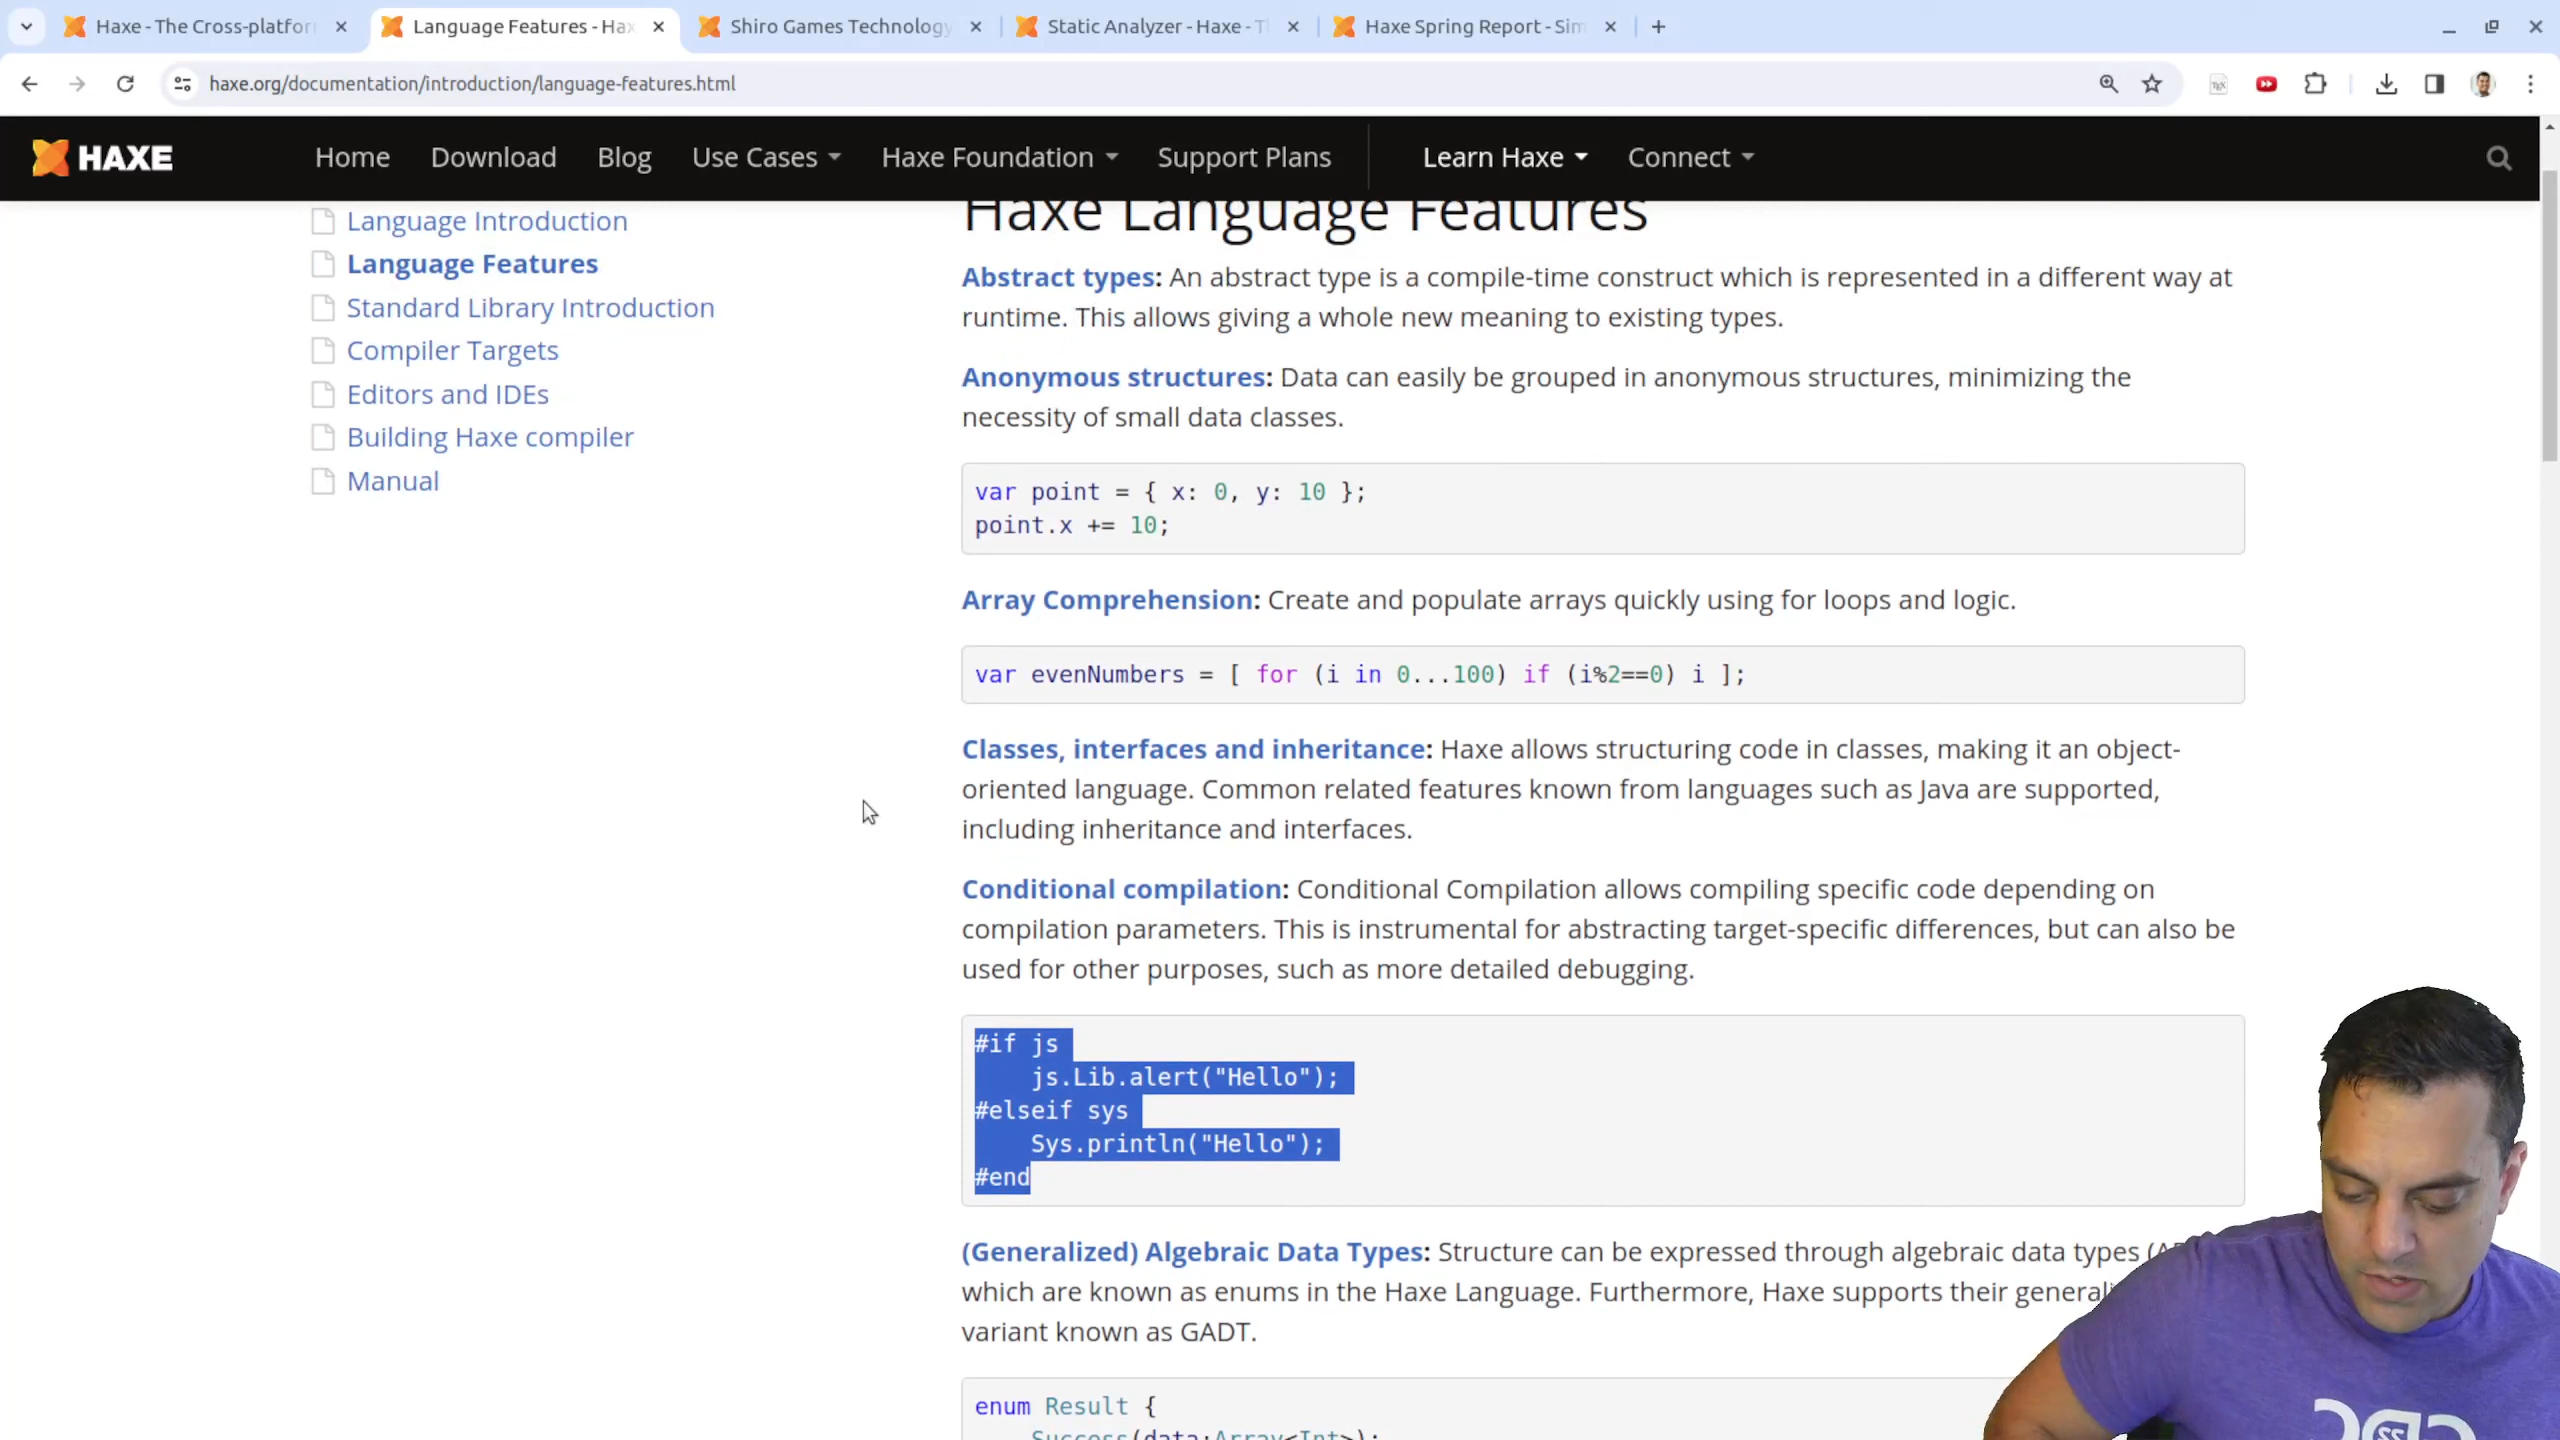 Haxe - The Cross-platfor
Language Features - Hax
Shiro Games Technology
Static Analyzer - Haxe - T
Haxe Spring Report - Sim
haxe.org/documentation/introduction/language-features.html
HAXE
Home
Download
Blog
Use Cases
Haxe Foundation
Support Plans
Learn Haxe
Connect
Language Introduction
Language Features
Standard Library Introduction
Compiler Targets
Editors and IDEs
Building Haxe compiler
Manual
Haxe Language Features
Abstract types: An abstract type is a compile-time construct which is represented in a different way at
runtime. This allows giving a whole new meaning to existing types.
Anonymous structures: Data can easily be grouped in anonymous structures, minimizing the
necessity of small data classes.
var point = { x: 0, y: 10 };
point.x += 10;
Array Comprehension: Create and populate arrays quickly using for loops and logic.
var evenNumbers = [ for (i in 0...100) if (i%2==0) i ];
Classes, interfaces and inheritance: Haxe allows structuring code in classes, making it an object-
oriented language. Common related features known from languages such as Java are supported,
including inheritance and interfaces.
Conditional compilation: Conditional Compilation allows compiling specific code depending on
compilation parameters. This is instrumental for abstracting target-specific differences, but can also be
used for other purposes, such as more detailed debugging.
#if js
js.Lib.alert("Hello");
#elseif sys
Sys.println("Hello");
#end
(Generalized) Algebraic Data Types: Structure can be expressed through algebraic data types
which are known as enums in the Haxe Language. Furthermore, Haxe supports their
variant known as GADT.
enum Result {
Success(data:Array<Int>);